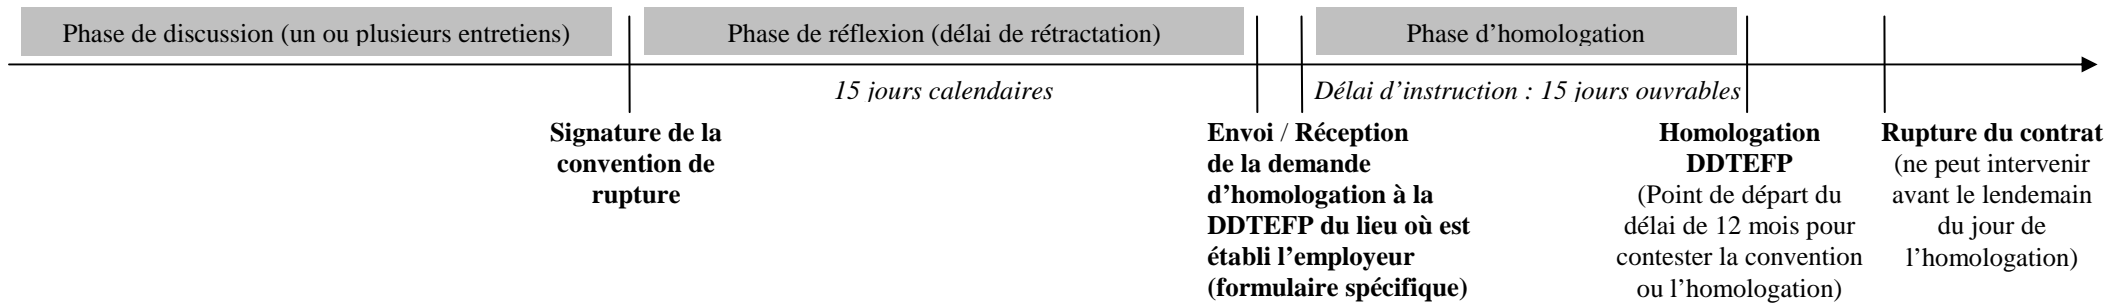 Phase de discussion (un ou plusieurs entretiens)
Phase de réflexion (délai de rétractation)
Phase d’homologation
15 jours calendaires
Délai d’instruction : 15 jours ouvrables
Signature de la
convention de
rupture
Envoi / Réception
de la demande
d’homologation à la
DDTEFP du lieu où est
établi l’employeur
(formulaire spécifique)
Homologation
DDTEFP
(Point de départ du
délai de 12 mois pour
contester la convention
ou l’homologation)
Rupture du contrat
(ne peut intervenir
avant le lendemain
du jour de
l’homologation)